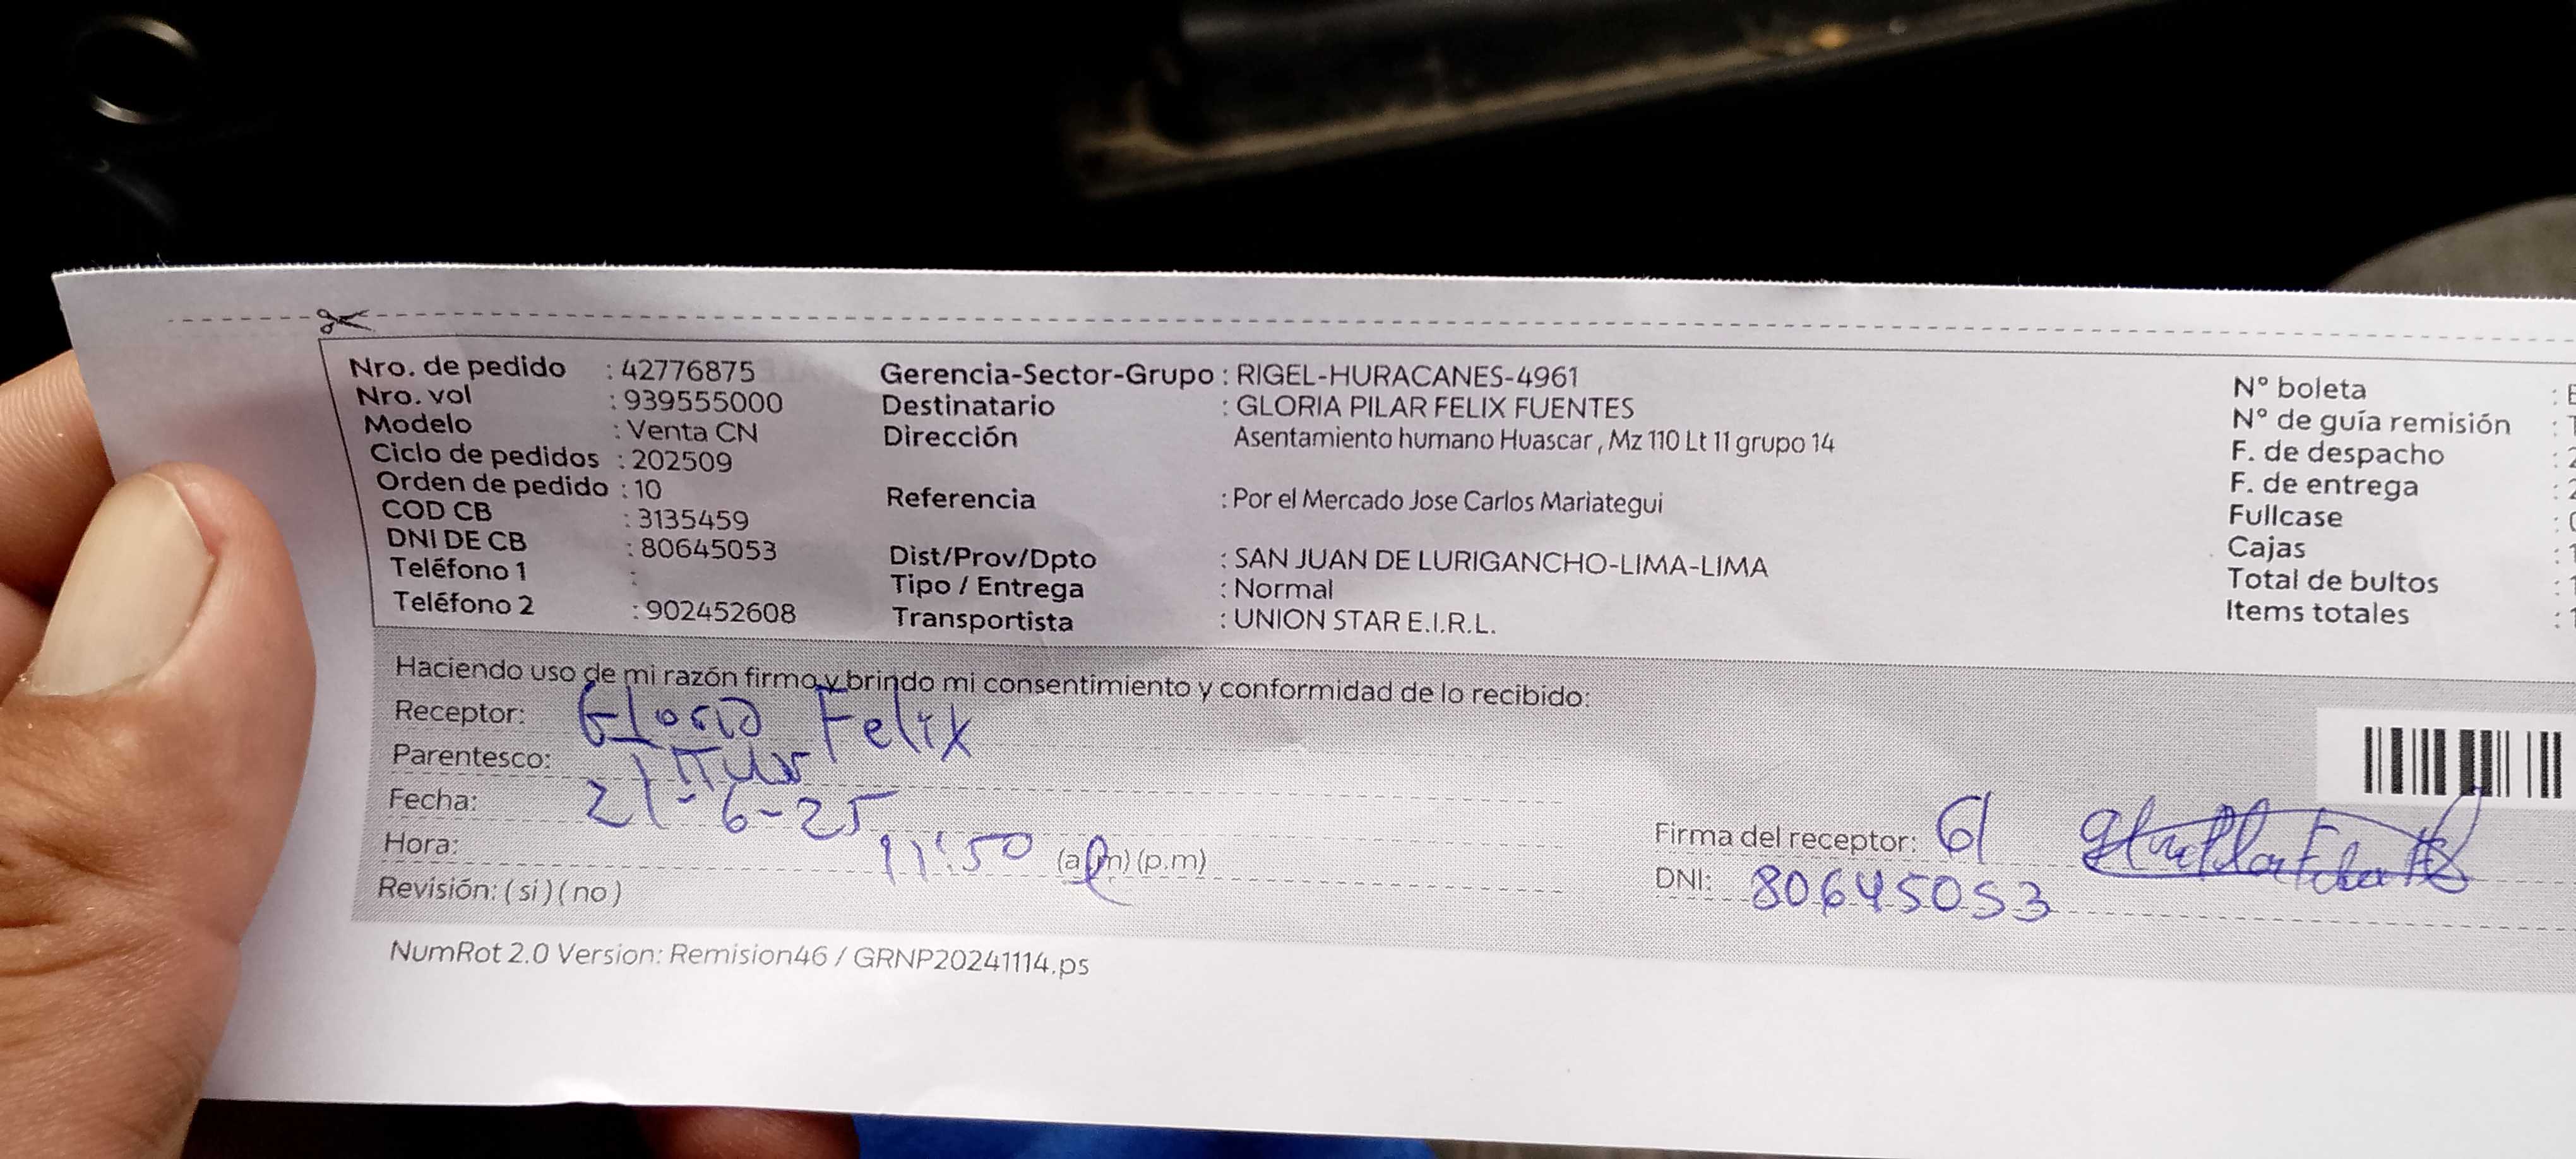 Nro. de pedido : 42776875
Nro. vol : 939555000
Modelo : Venta CN
Ciclo de pedidos : 202509
Orden de pedido : 10
COD CB : 3135459
DNI DE CB : 80645053
Teléfono 1 :
Teléfono 2 : 902452608
Gerencia-Sector-Grupo : RIGEL-HURACANES-4961
Destinatario : GLORIA PILAR FELIX FUENTES
Dirección Asentamiento humano Huascar , Mz 110 Lt 11 grupo 14
Referencia : Por el Mercado Jose Carlos Mariategui
Dist/Prov/Dpto : SAN JUAN DE LURIGANCHO-LIMA-LIMA
Tipo / Entrega : Normal
Transportista : UNION STAR E.I.R.L.
N° boleta :
N° de guía remisión :
F. de despacho : 2
F. de entrega : 2
Fullcase :
Cajas : 1
Total de bultos : 1
Items totales : 1
Haciendo uso de mi razón firmo y brindo mi consentimiento y conformidad de lo recibido:
Receptor: Gloria Felix
Parentesco:
Fecha: 21-6-25
Hora: 11:50 (a.m) (p.m)
Revisión: ( si ) ( no )
Firma del receptor:
DNI: 80645053
NumRot 2.0 Version: Remision46 / GRNP20241114.ps